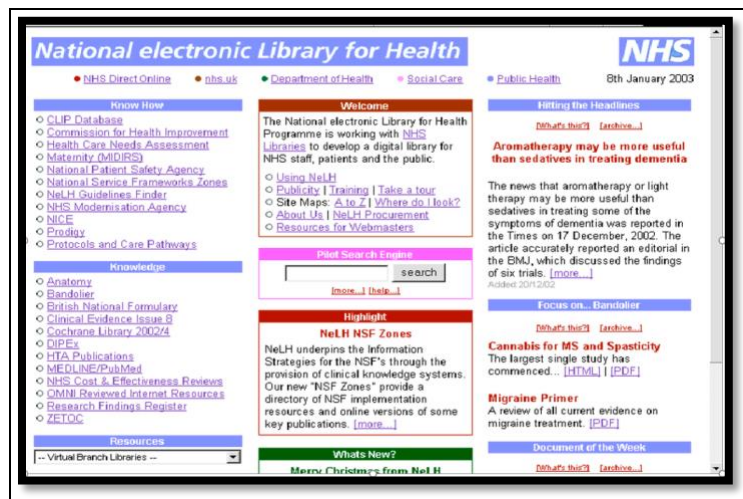 National electronic Library for Health
NHS
NHS Direct Online
nhs.uk
Department of Health
Social Care
Public Health
8th January 2003
Know How
CLIP Database
Commission for Health Improvement
Health Care Needs Assessment
Maternity (MIDIRS)
National Patient Safety Agency
National Service Frameworks Zones
NeLH Guidelines Finder
NHS Modernisation Agency
NICE
Prodigy
Protocols and Care Pathways
Knowledge
Anatomy
Bandolier
British National Formulary
Clinical Evidence Issue 8
Cochrane Library 2002/4
DIPEx
HTA Publications
MEDLINE/PubMed
NHS Cost & Effectiveness Reviews
OMNI Reviewed Internet Resources
Research Findings Register
ZETOC
Resources
-- Virtual Branch Libraries --
Welcome
The National electronic Library for Health
Programme is working with NHS
Libraries to develop a digital library for
NHS staff, patients and the public.
Using NeLH
Publicity | Training | Take a tour
Site Maps: A to Z | Where do I look?
About Us | NeLH Procurement
Resources for Webmasters
Pilot Search Engine
search
[more...] [help...]
Highlight
NeLH NSF Zones
NeLH underpins the Information
Strategies for the NSF's through the
provision of clinical knowledge systems.
Our new "NSF Zones" provide a
directory of NSF implementation
resources and online versions of some
key publications. [more...]
Whats New?
Merry Christmas from NeLH
Hitting the Headlines
[What's this?] [archive...]
Aromatherapy may be more useful
than sedatives in treating dementia
The news that aromatherapy or light
therapy may be more useful than
sedatives in treating some of the
symptoms of dementia was reported in
the Times on 17 December, 2002. The
article accurately reported an editorial in
the BMJ, which discussed the findings
of six trials. [more...]
Added 20/12/02
Focus on... Bandolier
[What's this?] [archive...]
Cannabis for MS and Spasticity
The largest single study has
commenced... [HTML] | [PDF]
Migraine Primer
A review of all current evidence on
migraine treatment. [PDF]
Document of the Week
[What's this?] [archive...]